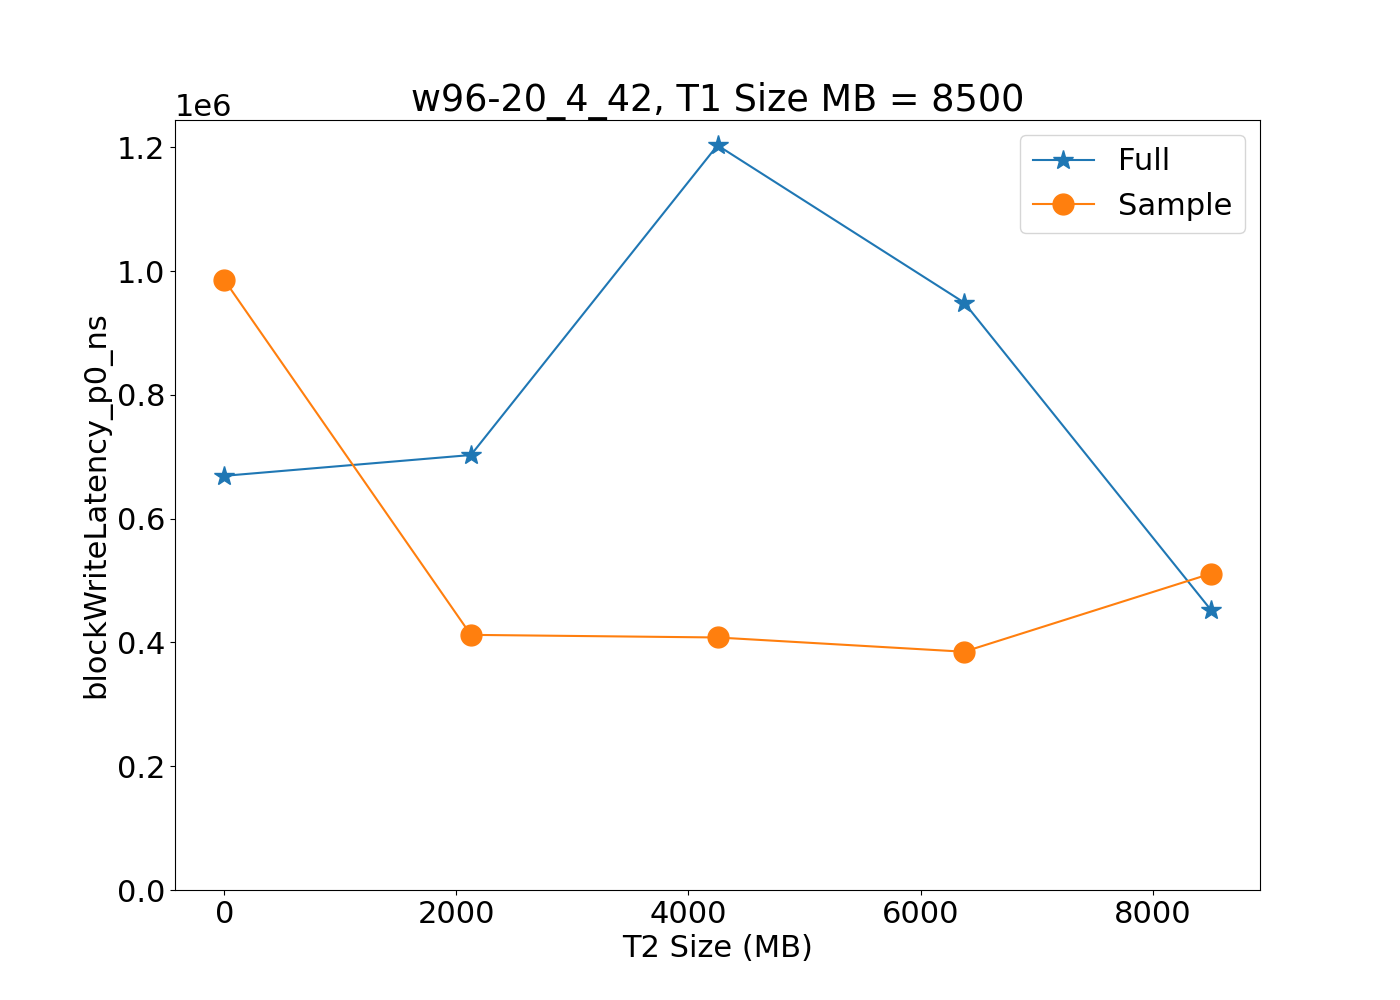 w96-20_4_42, T1 Size MB = 8500
1e6
Full
Sample
1.2
1.0
0.8
0.6
0.4
0.2
0.0
blockWriteLatency_p0_ns
0 2000 4000 6000 8000
T2 Size (MB)